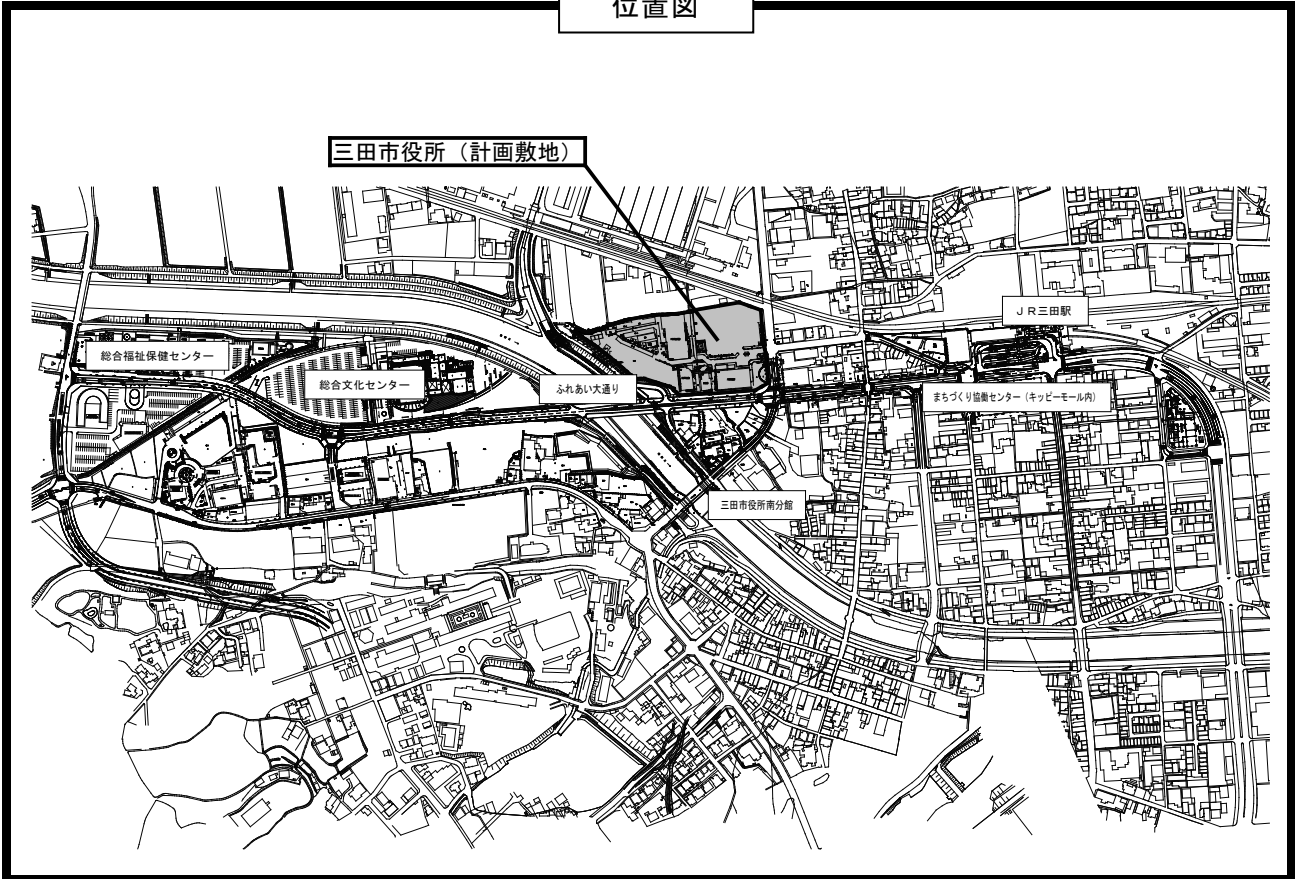 位置図
三田市役所（計画敷地）
ＪＲ三田駅
総合福祉保健センター
総合文化センター
ふれあい大通り
まちづくり協働センター（キッピーモール内）
三田市役所南分館